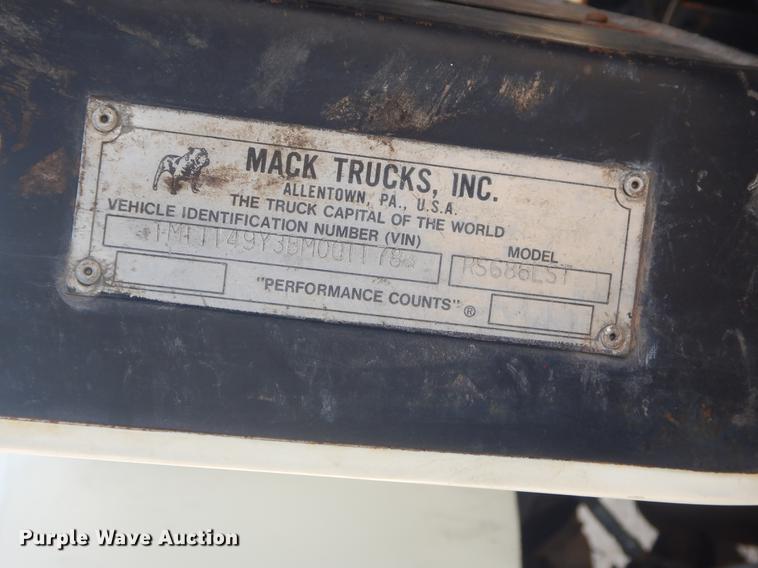 MACK TRUCKS, INC.
ALLENTOWN, PA., U.S.A.
THE TRUCK CAPITAL OF THE WORLD
VEHICLE IDENTIFICATION NUMBER (VIN)
MODEL
RS686LST
"PERFORMANCE COUNTS" ®
Purple Wave Auction